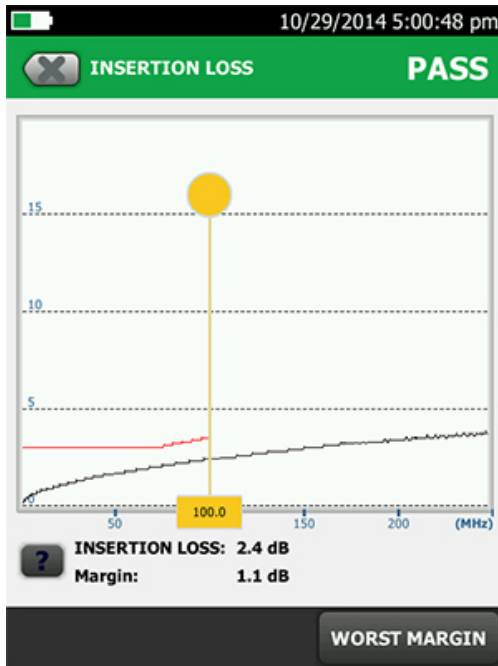 10/29/2014 5:00:48 pm
INSERTION LOSS PASS
15
10
5
0
50 100.0 150 200 (MHz)
? INSERTION LOSS: 2.4 dB
Margin: 1.1 dB
WORST MARGIN